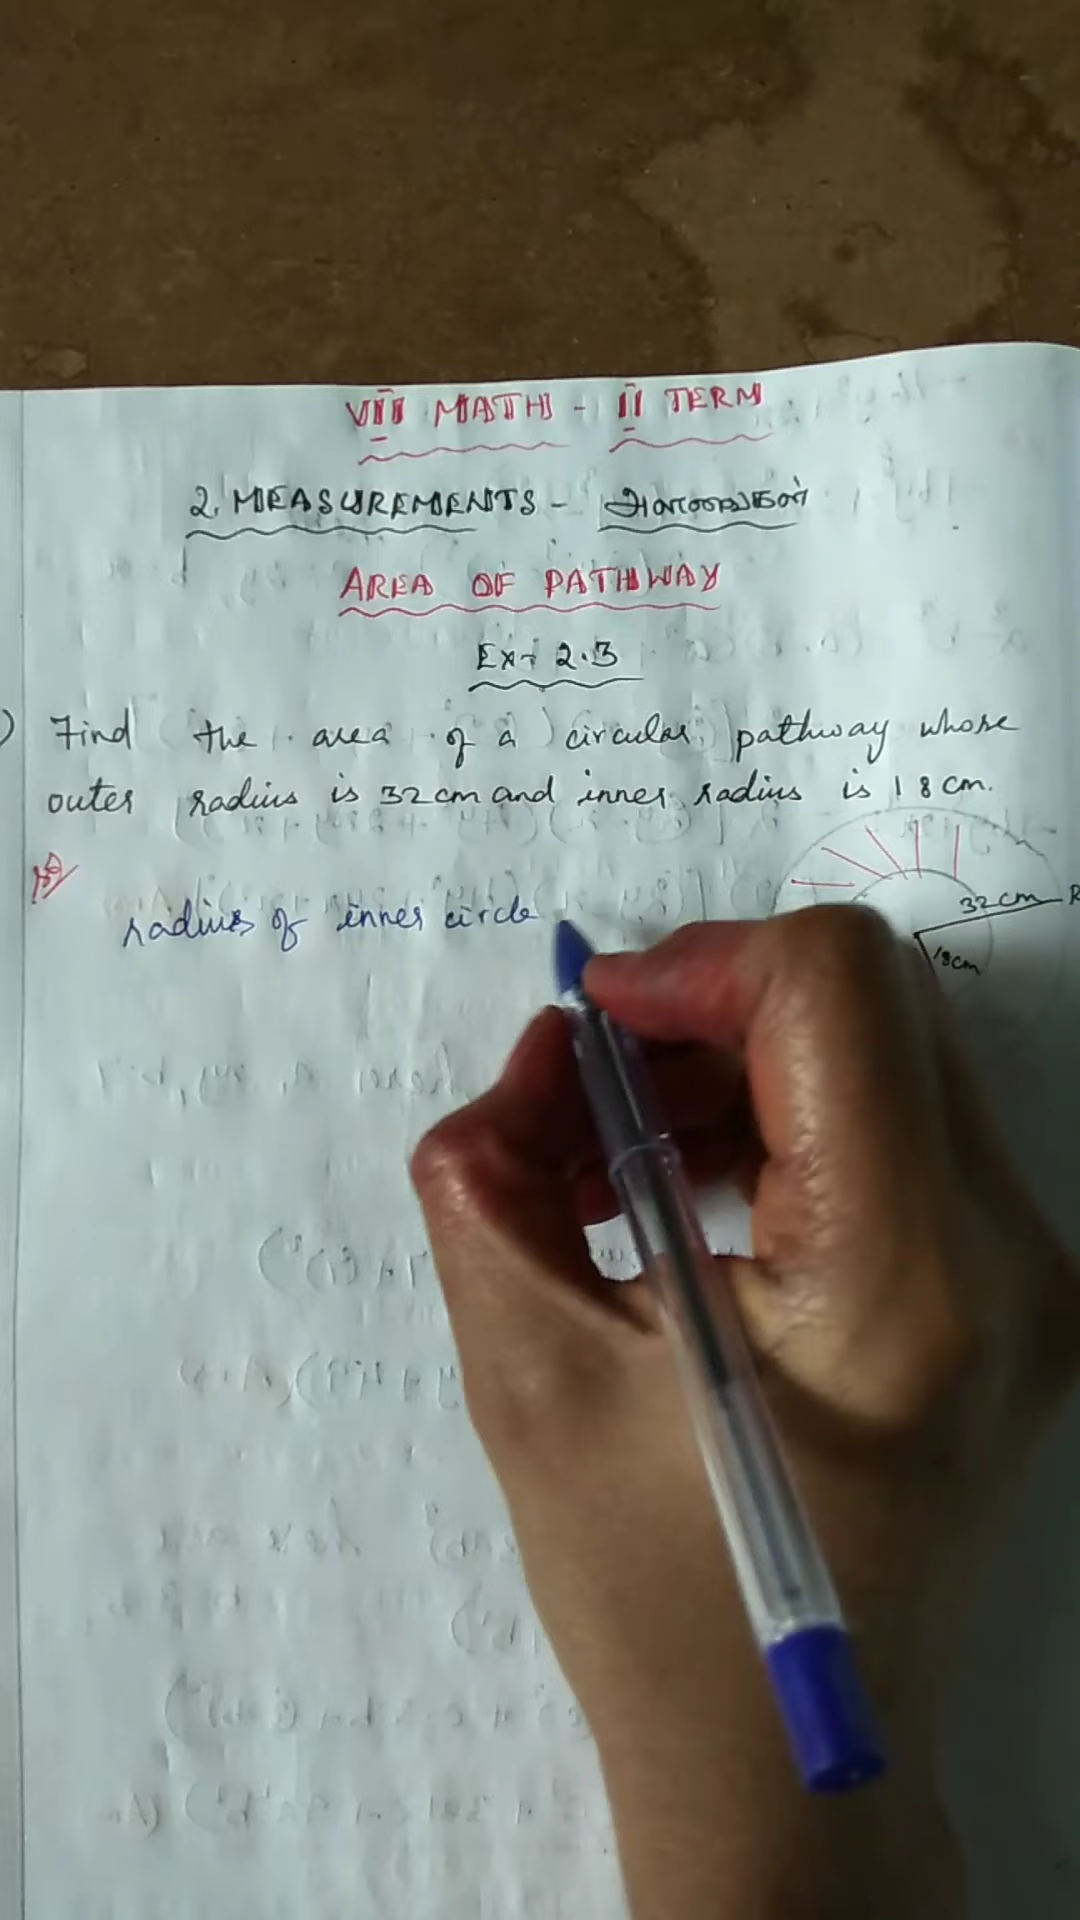 VII MATH - II TERM
2. MEASUREMENTS - அளவைகள்
AREA OF PATHWAY
Ex- 2.3
) Find the area of a circular pathway whose
outer radius is 32 cm and inner radius is 18 cm.
radius of inner circle
32 cm R
18 cm